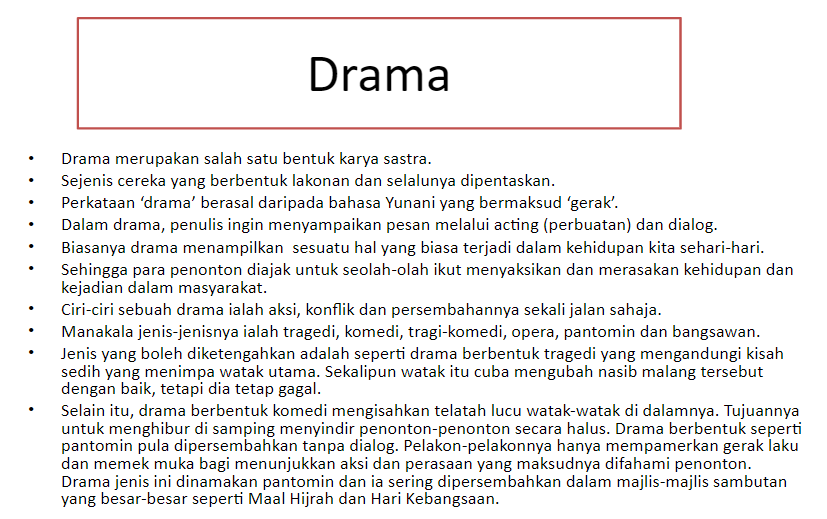 Drama
• Drama merupakan salah satu bentuk karya sastra.
• Sejenis cereka yang berbentuk lakonan dan selalunya dipentaskan.
• Perkataan ‘drama’ berasal daripada bahasa Yunani yang bermaksud ‘gerak’.
• Dalam drama, penulis ingin menyampaikan pesan melalui acting (perbuatan) dan dialog.
• Biasanya drama menampilkan  sesuatu hal yang biasa terjadi dalam kehidupan kita sehari-hari.
• Sehingga para penonton diajak untuk seolah-olah ikut menyaksikan dan merasakan kehidupan dan
kejadian dalam masyarakat.
• Ciri-ciri sebuah drama ialah aksi, konflik dan persembahannya sekali jalan sahaja.
• Manakala jenis-jenisnya ialah tragedi, komedi, tragi-komedi, opera, pantomin dan bangsawan.
• Jenis yang boleh diketengahkan adalah seperti drama berbentuk tragedi yang mengandungi kisah
sedih yang menimpa watak utama. Sekalipun watak itu cuba mengubah nasib malang tersebut
dengan baik, tetapi dia tetap gagal.
• Selain itu, drama berbentuk komedi mengisahkan telatah lucu watak-watak di dalamnya. Tujuannya
untuk menghibur di samping menyindir penonton-penonton secara halus. Drama berbentuk seperti
pantomin pula dipersembahkan tanpa dialog. Pelakon-pelakonnya hanya mempamerkan gerak laku
dan memek muka bagi menunjukkan aksi dan perasaan yang maksudnya difahami penonton.
Drama jenis ini dinamakan pantomin dan ia sering dipersembahkan dalam majlis-majlis sambutan
yang besar-besar seperti Maal Hijrah dan Hari Kebangsaan.